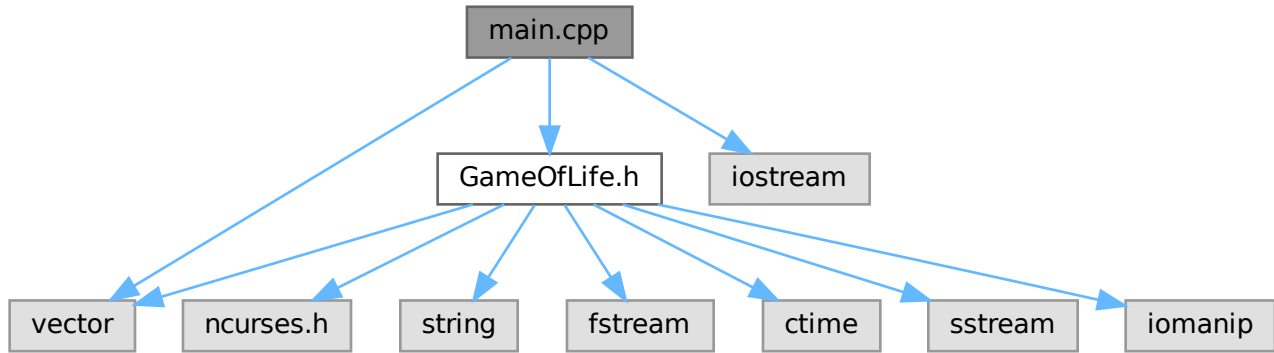 main.cpp
GameOfLife.h
iostream
vector
ncurses.h
string
fstream
ctime
sstream
iomanip